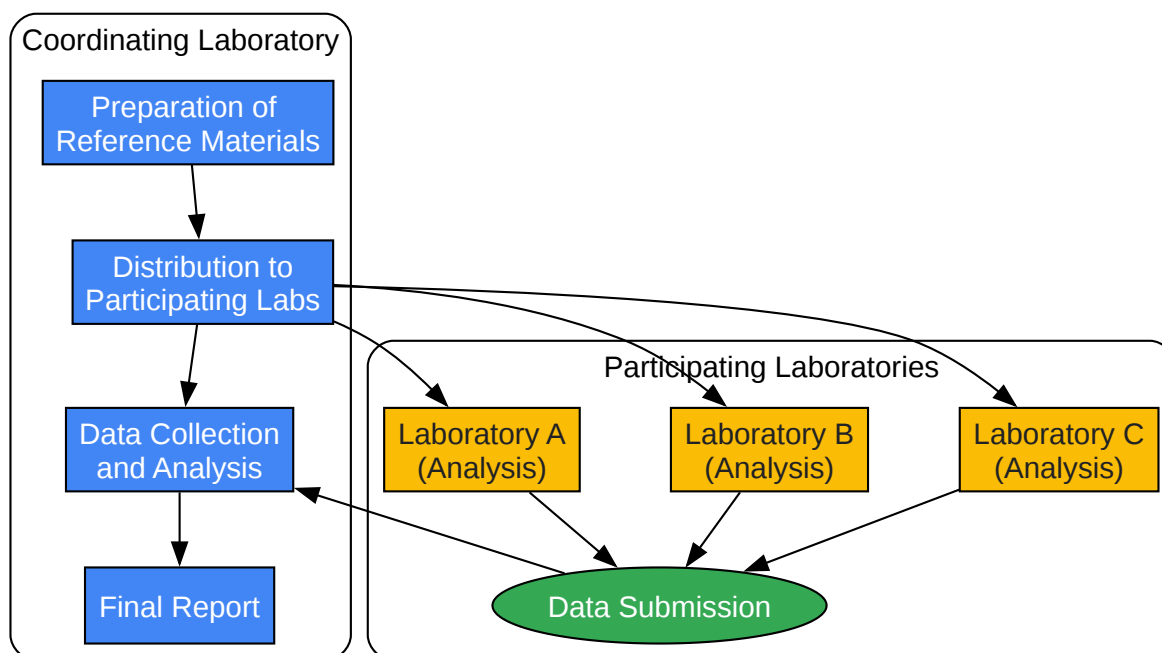 Coordinating Laboratory
Preparation of
Reference Materials
Distribution to
Participating Labs
Data Collection
and Analysis
Final Report
Participating Laboratories
Laboratory A
(Analysis)
Laboratory B
(Analysis)
Laboratory C
(Analysis)
Data Submission